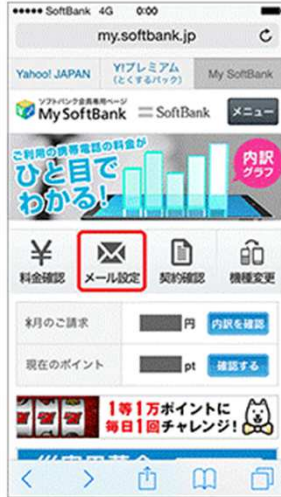 SoftBank 4G 0:00
my.softbank.jp
Yahoo! JAPAN
Y!プレミアム
(とくするパック)
My SoftBank
ソフトバンク会員専用ページ
My SoftBank
SoftBank
メニュー
ご利用の携帯電話の料金が
ひと目で
わかる!
内訳
グラフ
料金確認
メール設定
契約確認
機種変更
月のご請求
円
内訳を確認
現在のポイント
pt
確認する
1等1万ポイントに
毎日1回チャレンジ!